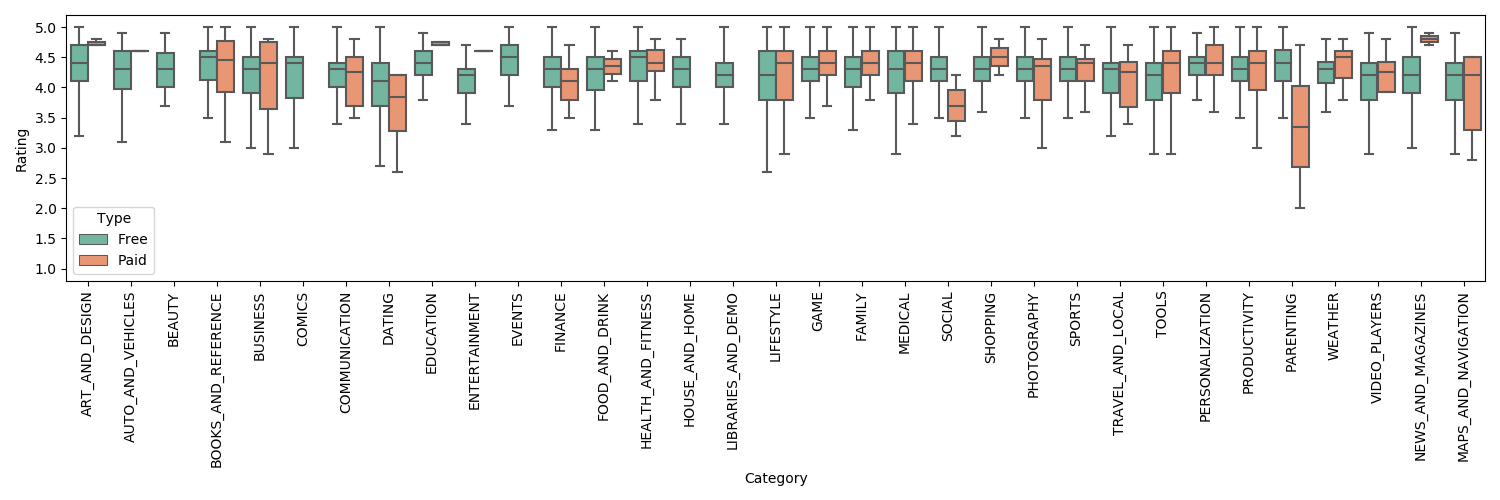 5.0
4.5
4.0
3.5
3.0
2.5
2.0
1.5
1.0
Rating
Type
Free
Paid
ART_AND_DESIGN
AUTO_AND_VEHICLES
BEAUTY
BOOKS_AND_REFERENCE
BUSINESS
COMICS
COMMUNICATION
DATING
EDUCATION
ENTERTAINMENT
EVENTS
FINANCE
FOOD_AND_DRINK
HEALTH_AND_FITNESS
HOUSE_AND_HOME
LIBRARIES_AND_DEMO
LIFESTYLE
GAME
FAMILY
MEDICAL
SOCIAL
SHOPPING
PHOTOGRAPHY
SPORTS
TRAVEL_AND_LOCAL
TOOLS
PERSONALIZATION
PRODUCTIVITY
PARENTING
WEATHER
VIDEO_PLAYERS
NEWS_AND_MAGAZINES
MAPS_AND_NAVIGATION
Category